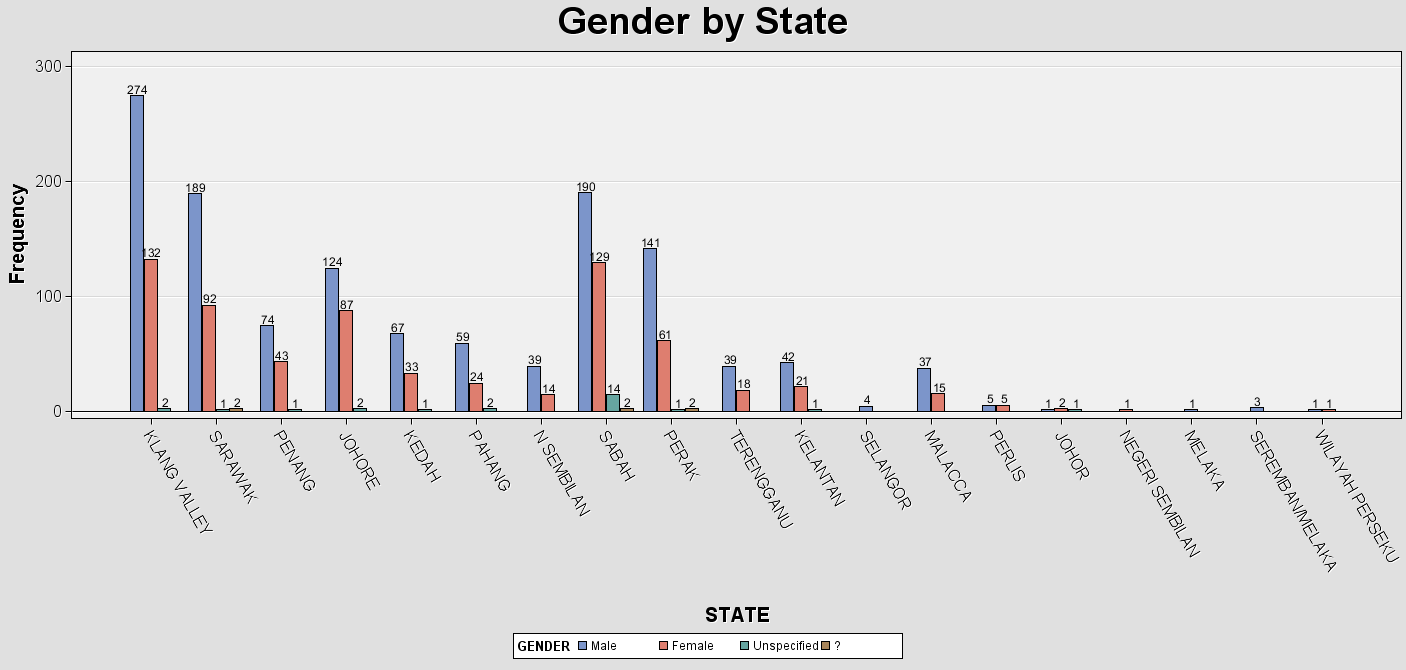 Gender by State
Frequency
300
200
100
0
274 132 2
189 92 1 2
74 43 1
124 87 2
67 33 1
59 24 2
39 14
190 129 14 2
141 61 1 2
39 18
42 21 1
4
37 15
5 5
1 2 1
1
1
3
1 1
KLANG VALLEY
SARAWAK
PENANG
JOHORE
KEDAH
PAHANG
N SEMBILAN
SABAH
PERAK
TERENGGANU
KELANTAN
SELANGOR
MALACCA
PERLIS
JOHOR
NEGERI SEMBILAN
MELAKA
SEREMBAN/MELAKA
WILAYAH PERSEKU
STATE
GENDER Male Female Unspecified ?